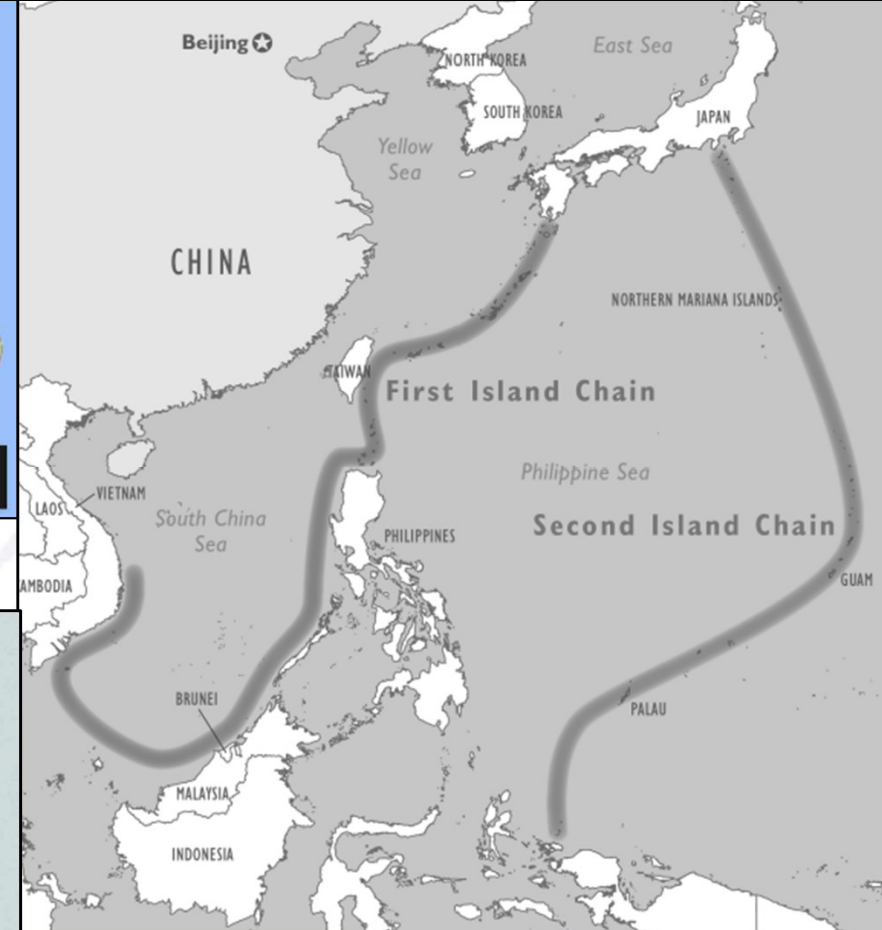 Beijing
NORTH KOREA
East Sea
SOUTH KOREA
JAPAN
Yellow
Sea
CHINA
NORTHERN MARIANA ISLANDS
TAIWAN
First Island Chain
Philippine Sea
VIETNAM
LAOS
South China
Sea
Second Island Chain
PHILIPPINES
GUAM
AMBODIA
BRUNEI
PALAU
MALAYSIA
INDONESIA